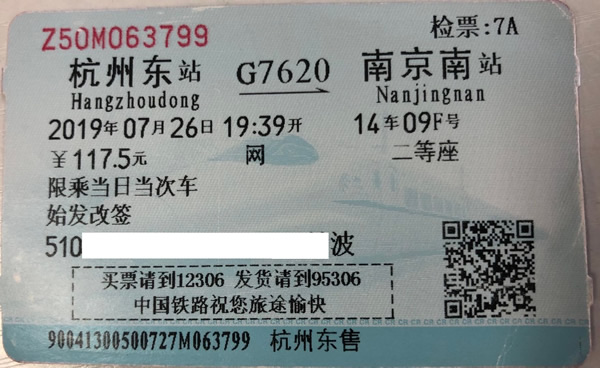 Z50M063799 检票:7A
杭州东站 G7620 南京南站
Hangzhoudong Nanjingnan
2019年07月26日 19:39开 14车09F号
￥117.5元 网 二等座
限乘当日当次车
始发改签
510 波
买票请到12306 发货请到95306
中国铁路祝您旅途愉快
90041300500727M063799 杭州东售